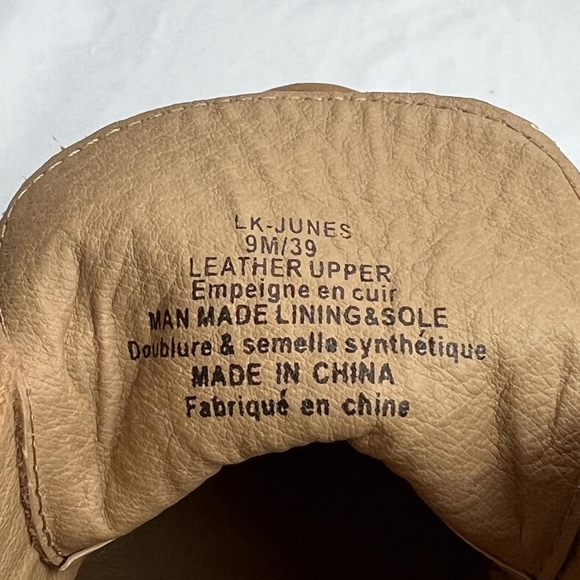 LK-JUNES
9M/39
LEATHER UPPER
Empeigne en cuir
MAN MADE LINING&SOLE
Doublure & semelle synthétique
MADE IN CHINA
Fabriqué en chine